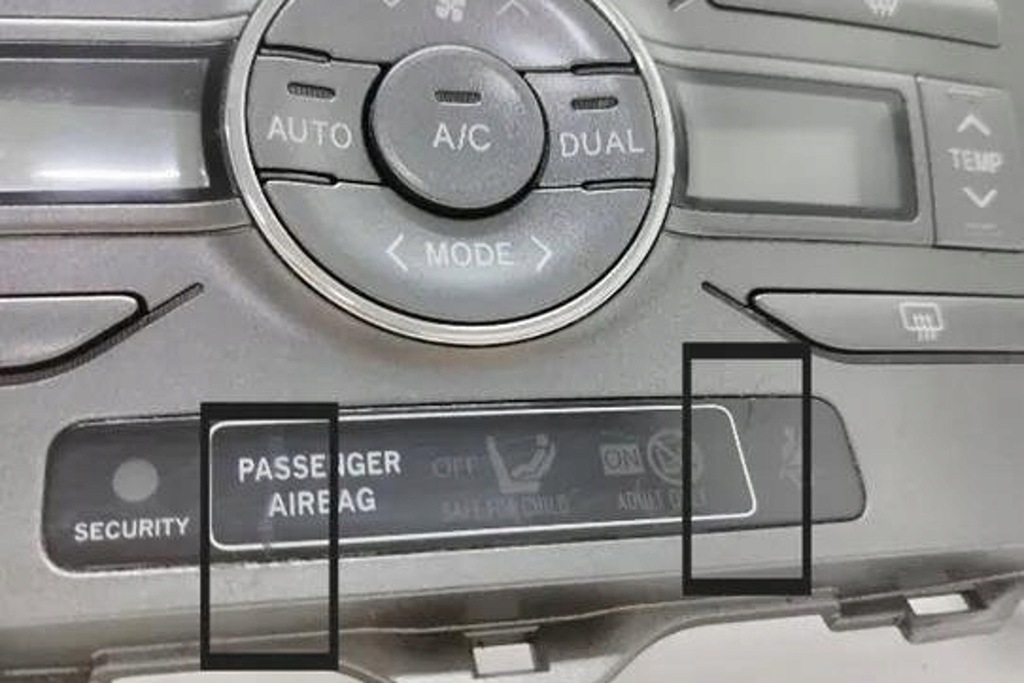 AUTO
A/C
DUAL
TEMP
< MODE >
PASSENGER
AIRBAG
OFF
ON
SAFE FOR CHILD
ADULT ONLY
SECURITY